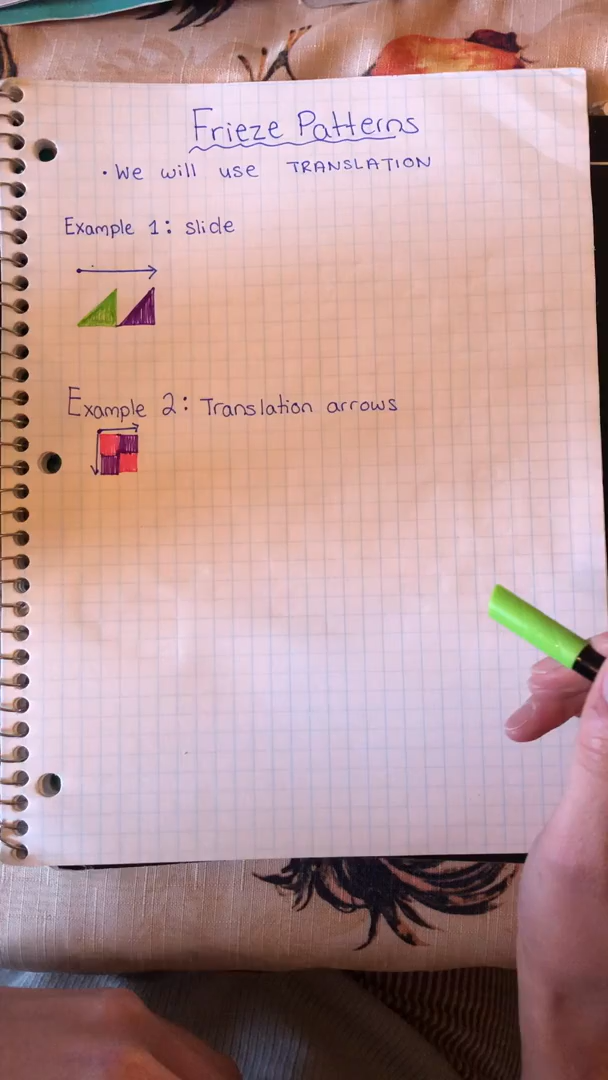 Frieze Patterns
· We will use TRANSLATION
Example 1: slide
Example 2: Translation arrows